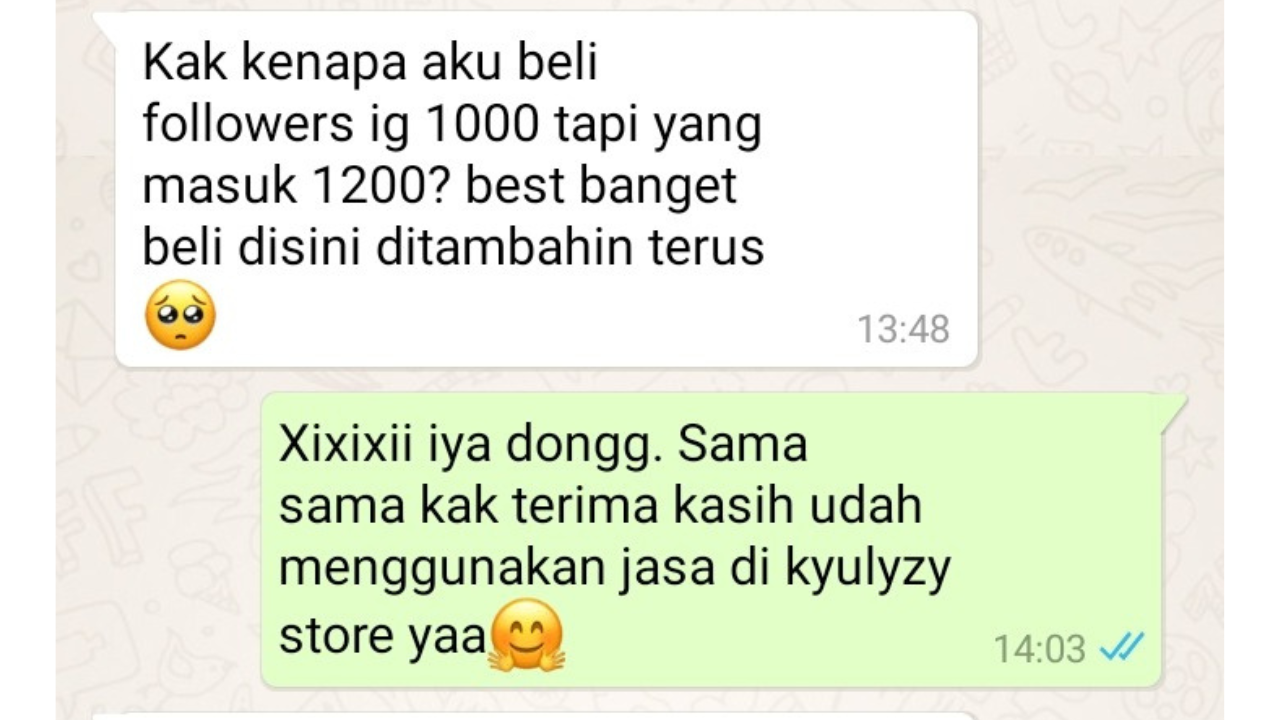 Kak kenapa aku beli
followers ig 1000 tapi yang
masuk 1200? best banget
beli disini ditambahin terus
🥺
13:48
Xixixii iya dongg. Sama
sama kak terima kasih udah
menggunakan jasa di kyulyzy
store yaa🤗
14:03